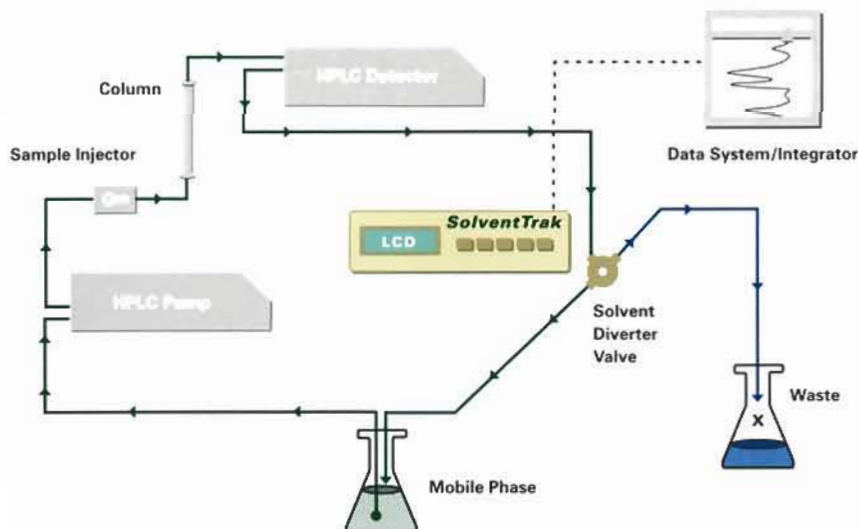 HPLC Detector
Column
Sample Injector
Data System/Integrator
SolventTrak
LCD
HPLC Pump
Solvent
Diverter
Valve
Waste
X
Mobile Phase